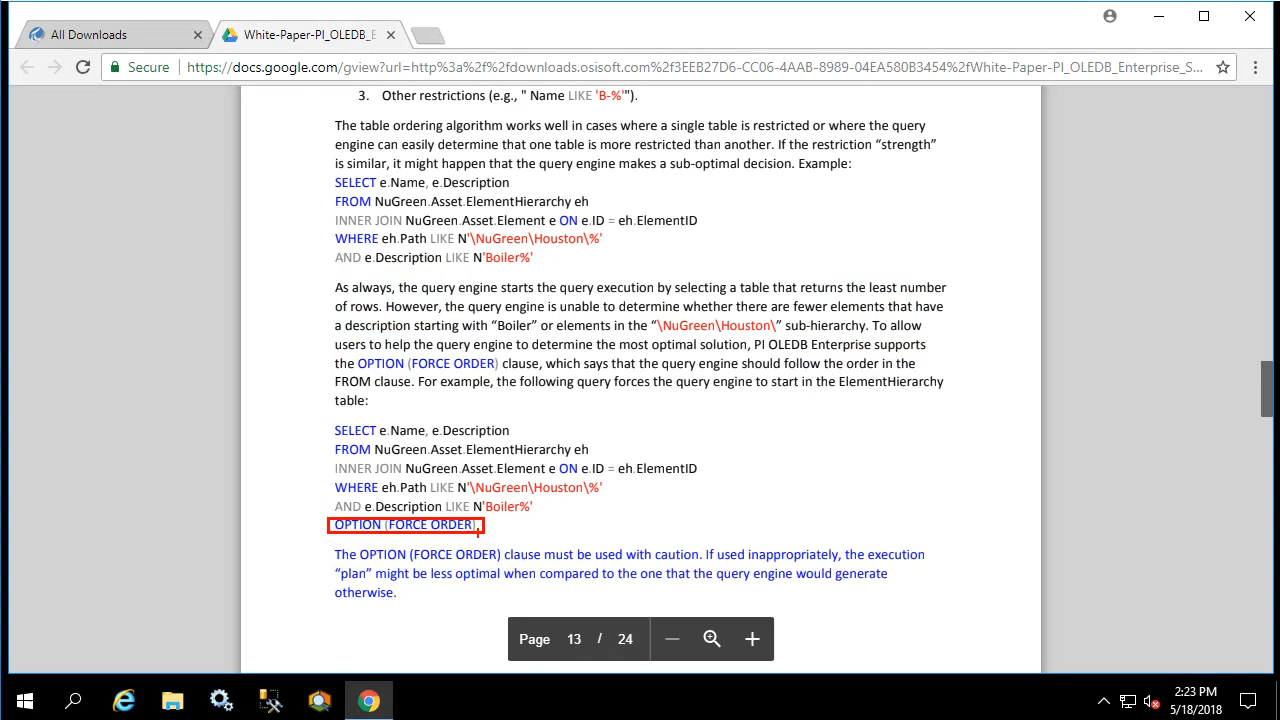 All Downloads
White-Paper-PI_OLEDB_E
Secure
https://docs.google.com/gview?url=http%3a%2f%2fdownloads.osisoft.com%2f3EEB27D6-CC06-4AAB-8989-04EA580B3454%2fWhite-Paper-PI_OLEDB_Enterprise_S...
3. Other restrictions (e.g., " Name LIKE 'B-%'").
The table ordering algorithm works well in cases where a single table is restricted or where the query
engine can easily determine that one table is more restricted than another. If the restriction “strength”
is similar, it might happen that the query engine makes a sub-optimal decision. Example:
SELECT e.Name, e.Description
FROM NuGreen.Asset.ElementHierarchy eh
INNER JOIN NuGreen.Asset.Element e ON e.ID = eh.ElementID
WHERE eh.Path LIKE N'\NuGreen\Houston\%'
AND e.Description LIKE N'Boiler%'
As always, the query engine starts the query execution by selecting a table that returns the least number
of rows. However, the query engine is unable to determine whether there are fewer elements that have
a description starting with “Boiler” or elements in the “\NuGreen\Houston\” sub-hierarchy. To allow
users to help the query engine to determine the most optimal solution, PI OLEDB Enterprise supports
the OPTION (FORCE ORDER) clause, which says that the query engine should follow the order in the
FROM clause. For example, the following query forces the query engine to start in the ElementHierarchy
table:
SELECT e.Name, e.Description
FROM NuGreen.Asset.ElementHierarchy eh
INNER JOIN NuGreen.Asset.Element e ON e.ID = eh.ElementID
WHERE eh.Path LIKE N'\NuGreen\Houston\%'
AND e.Description LIKE N'Boiler%'
OPTION (FORCE ORDER)
The OPTION (FORCE ORDER) clause must be used with caution. If used inappropriately, the execution
“plan” might be less optimal when compared to the one that the query engine would generate
otherwise.
Page 13 / 24
2:23 PM
5/18/2018